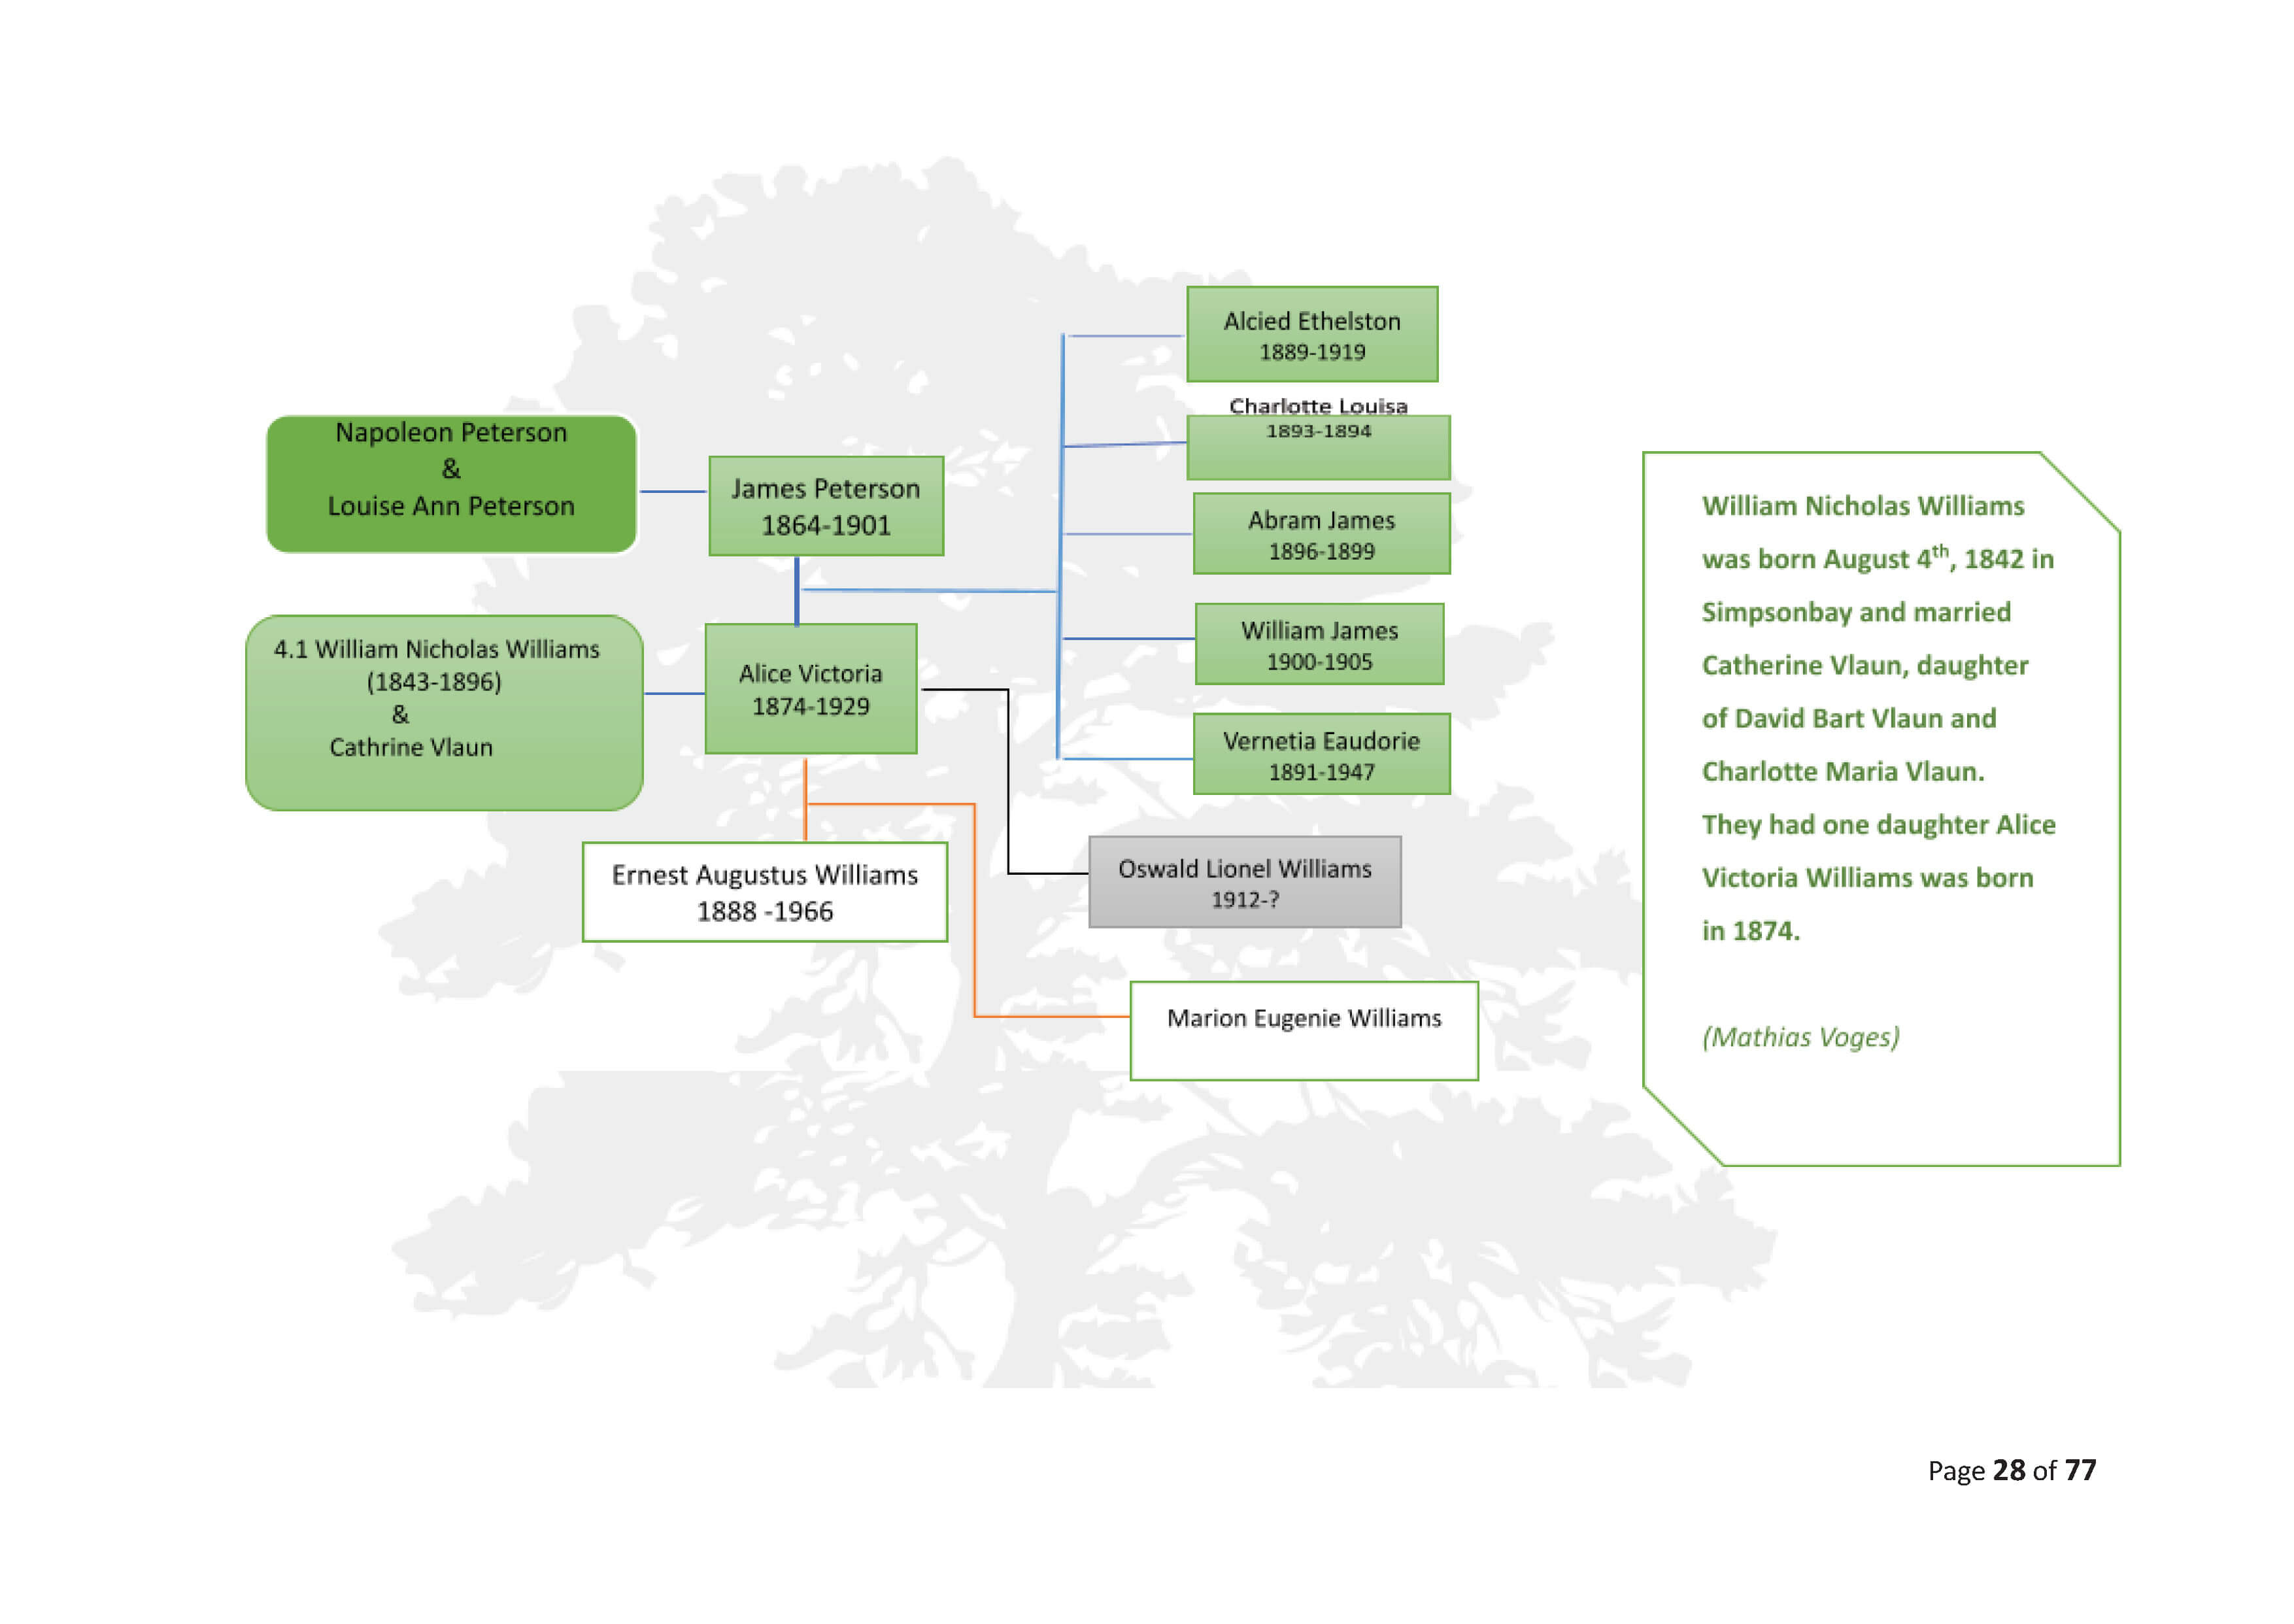 Napoleon Peterson
&
Louise Ann Peterson
4.1 William Nicholas Williams
(1843-1896)
&
Cathrine Vlaun
James Peterson
1864-1901
Alice Victoria
1874-1929
Ernest Augustus Williams
1888 -1966
Alcied Ethelston
1889-1919
Charlotte Louisa
1893-1894
Abram James
1896-1899
William James
1900-1905
Vernetia Eaudorie
1891-1947
Oswald Lionel Williams
1912-?
Marion Eugenie Williams
William Nicholas Williams
was born August 4th, 1842 in
Simpsonbay and married
Catherine Vlaun, daughter
of David Bart Vlaun and
Charlotte Maria Vlaun.
They had one daughter Alice
Victoria Williams was born
in 1874.
(Mathias Voges)
Page 28 of 77